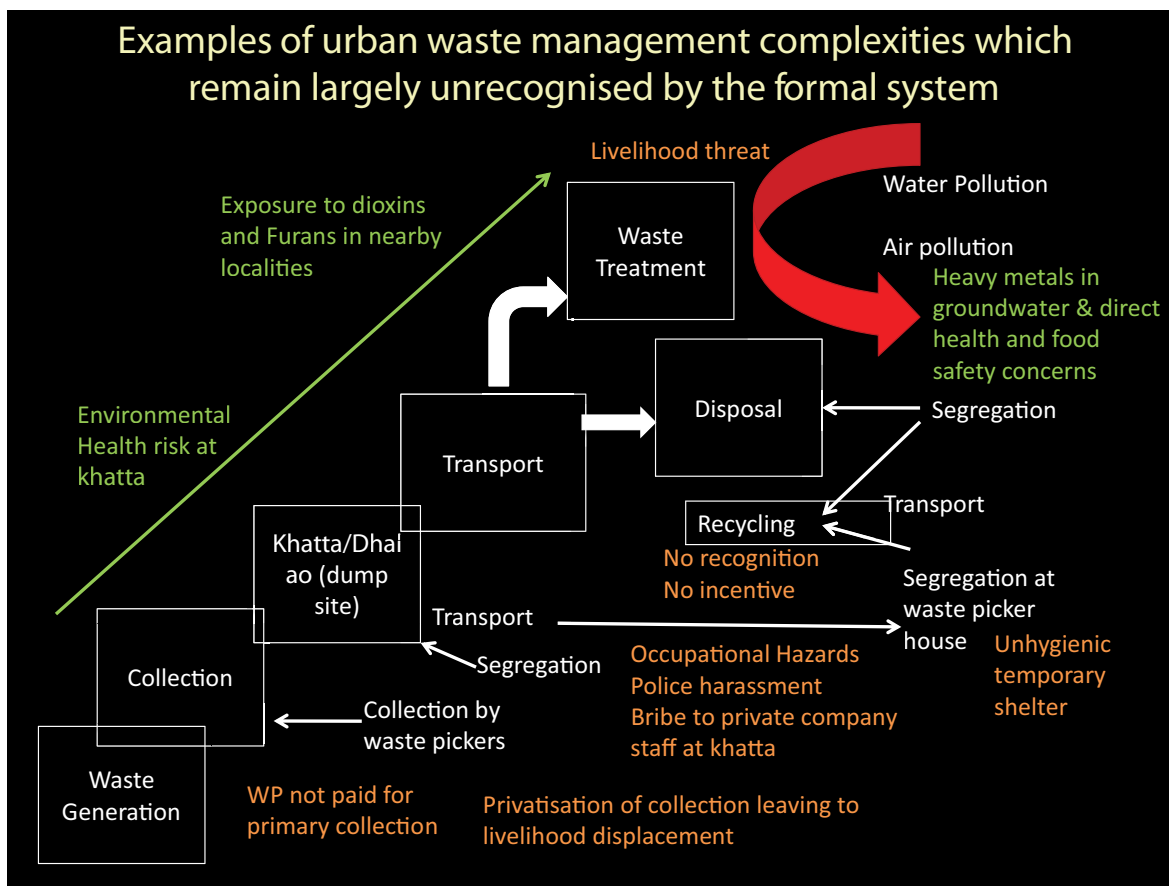 Examples of urban waste management complexities which
remain largely unrecognised by the formal system
Livelihood threat
Water Pollution
Exposure to dioxins
and Furans in nearby
localities
Waste
Treatment
Air pollution
Heavy metals in
groundwater & direct
health and food
safety concerns
Environmental
Health risk at
khatta
Disposal
Segregation
Transport
Recycling
Transport
No recognition
No incentive
Khatta/Dhal
ao (dump
site)
Segregation at
waste picker
house
Unhygienic
temporary
shelter
Transport
Segregation
Occupational Hazards
Police harassment
Bribe to private company
staff at khatta
Collection
Collection by
waste pickers
Waste
Generation
WP not paid for
primary collection
Privatisation of collection leaving to
livelihood displacement